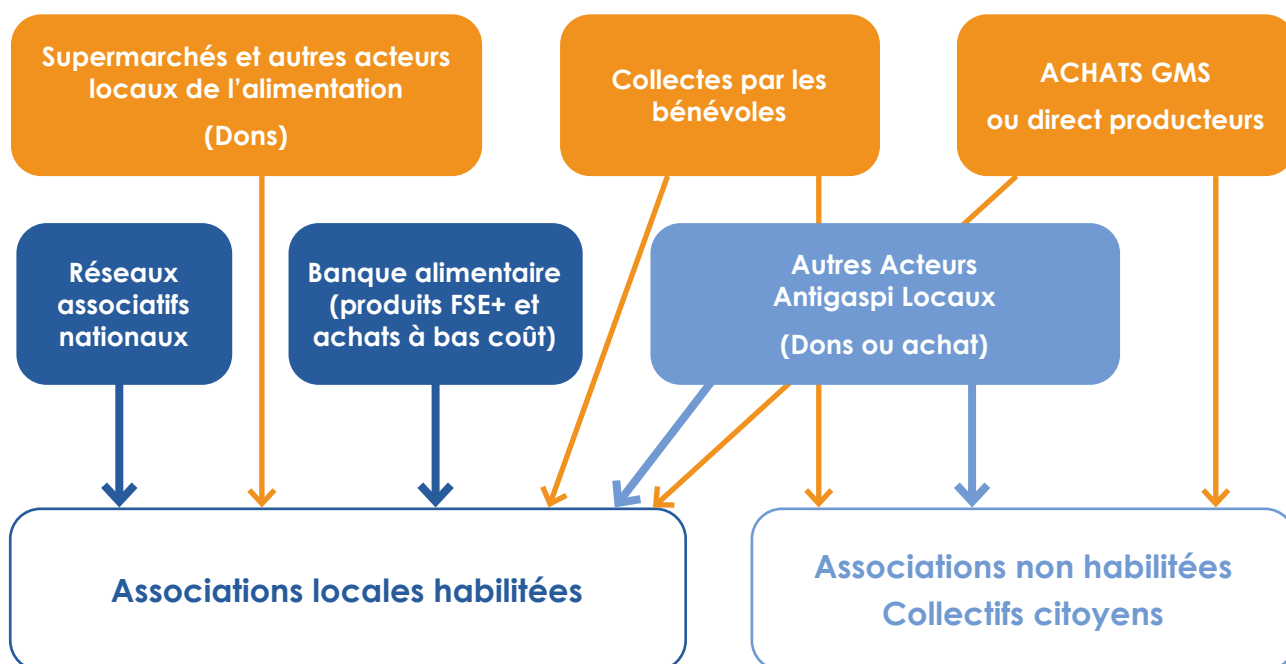 Supermarchés et autres acteurs
locaux de l’alimentation
(Dons)
Collectes par les
bénévoles
ACHATS GMS
ou direct producteurs
Réseaux
associatifs
nationaux
Banque alimentaire
(produits FSE+ et
achats à bas coût)
Autres Acteurs
Antigaspi Locaux
(Dons ou achat)
Associations locales habilitées
Associations non habilitées
Collectifs citoyens